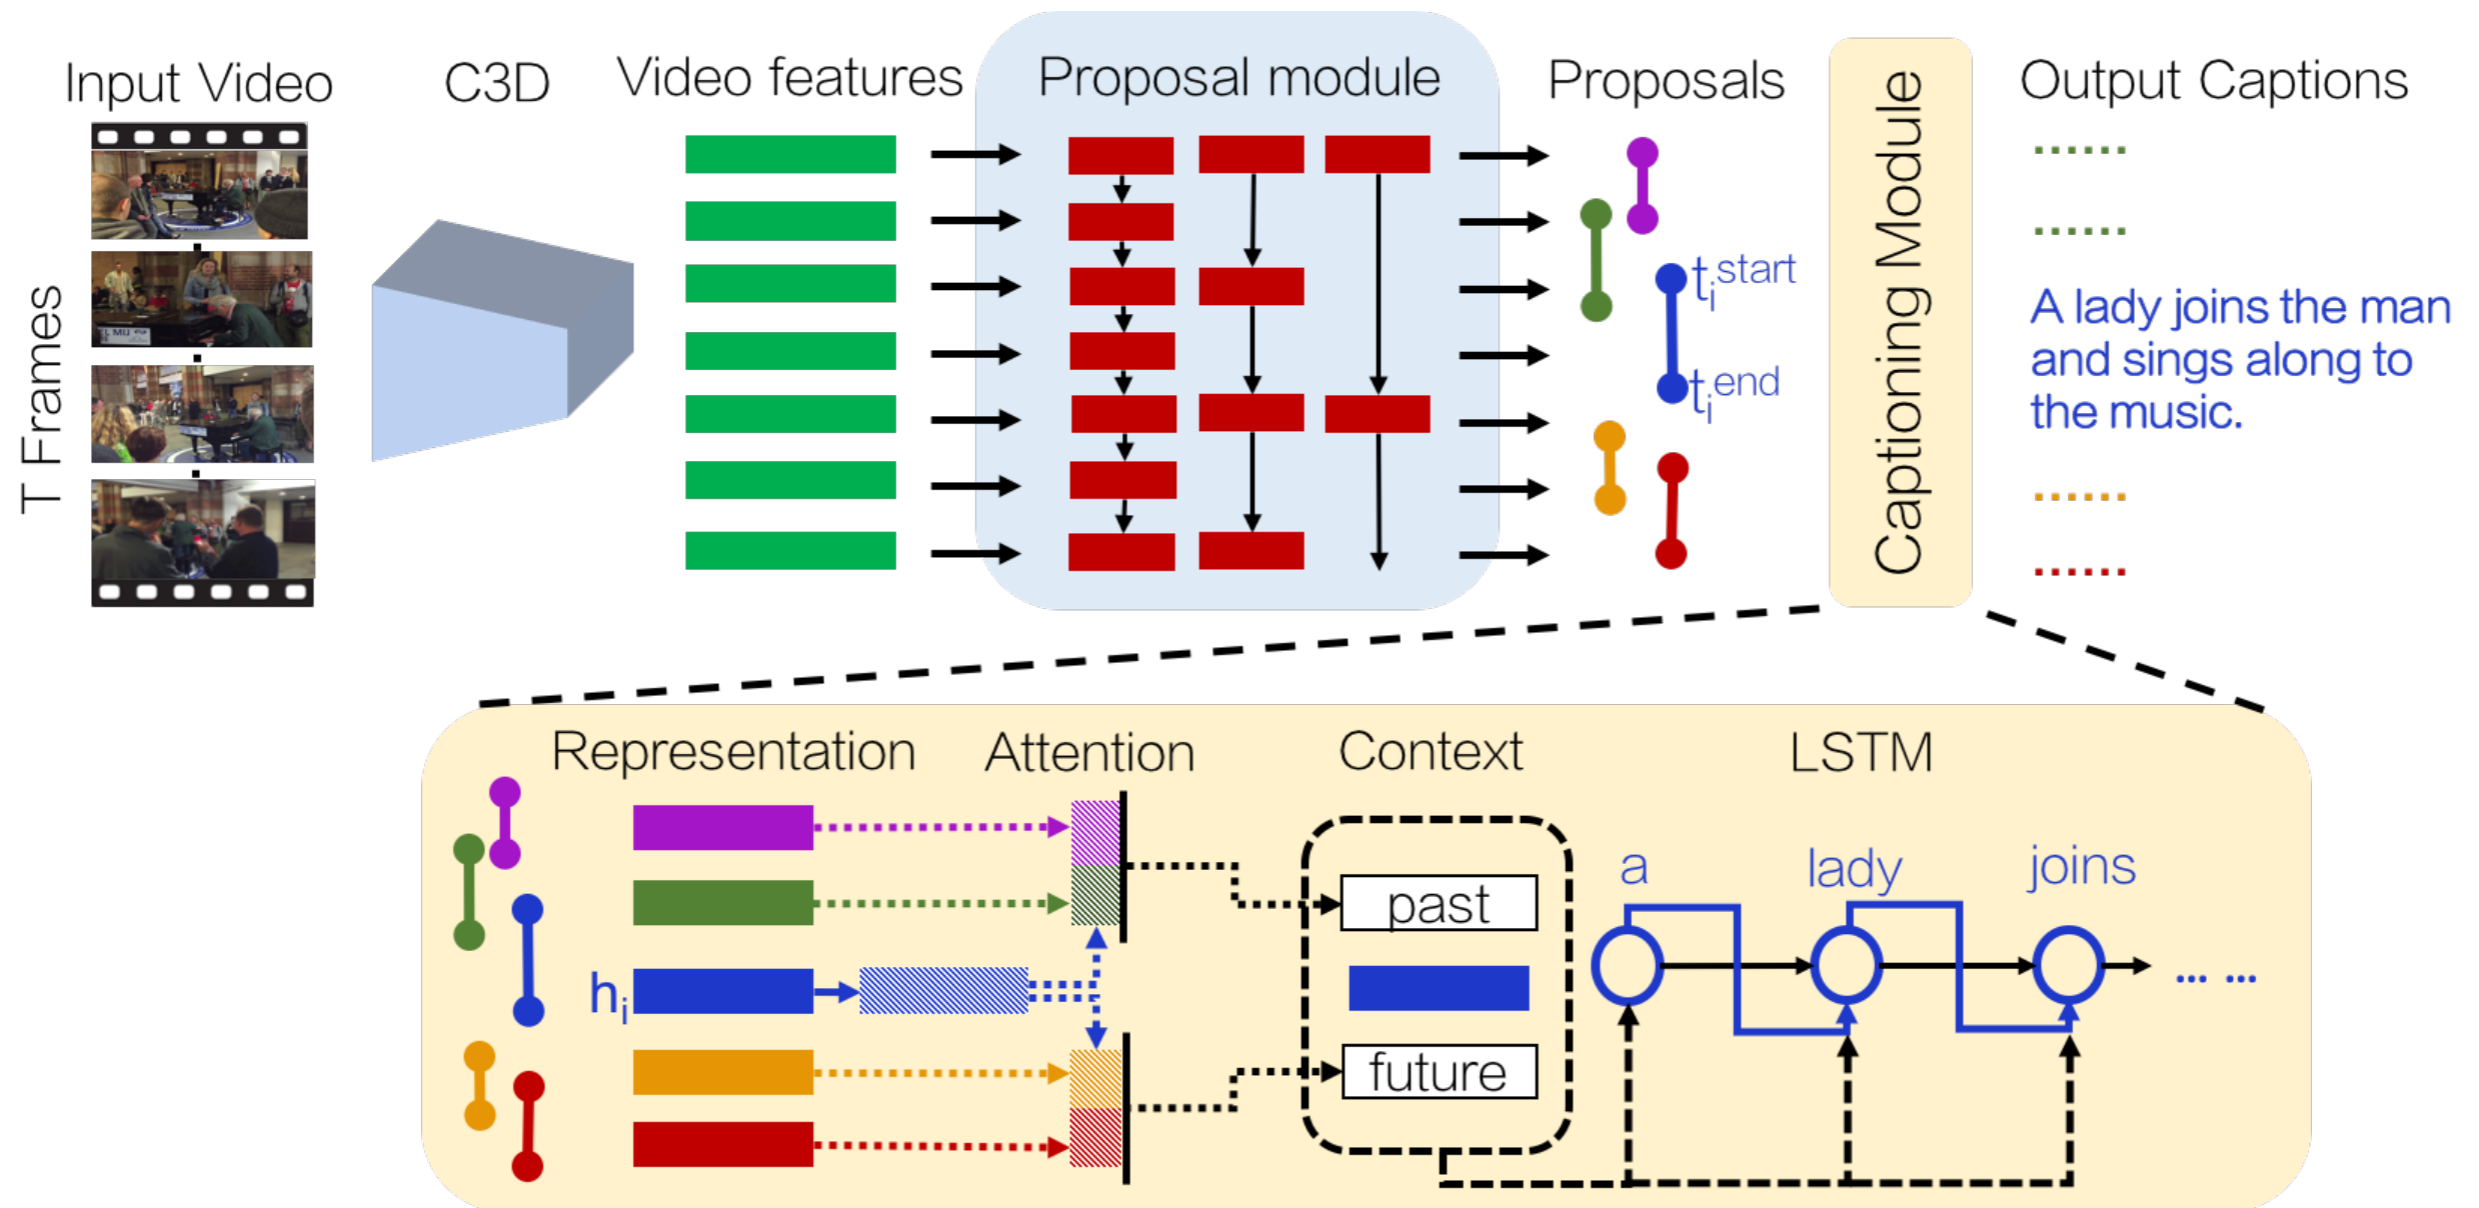 Input Video
C3D
Video features
Proposal module
Proposals
Captioning Module
Output Captions
T Frames
t_i^start
t_i^end
......
......
A lady joins the man
and sings along to
the music.
......
......
Representation
Attention
Context
LSTM
h_i
past
future
a
lady
joins
... ...